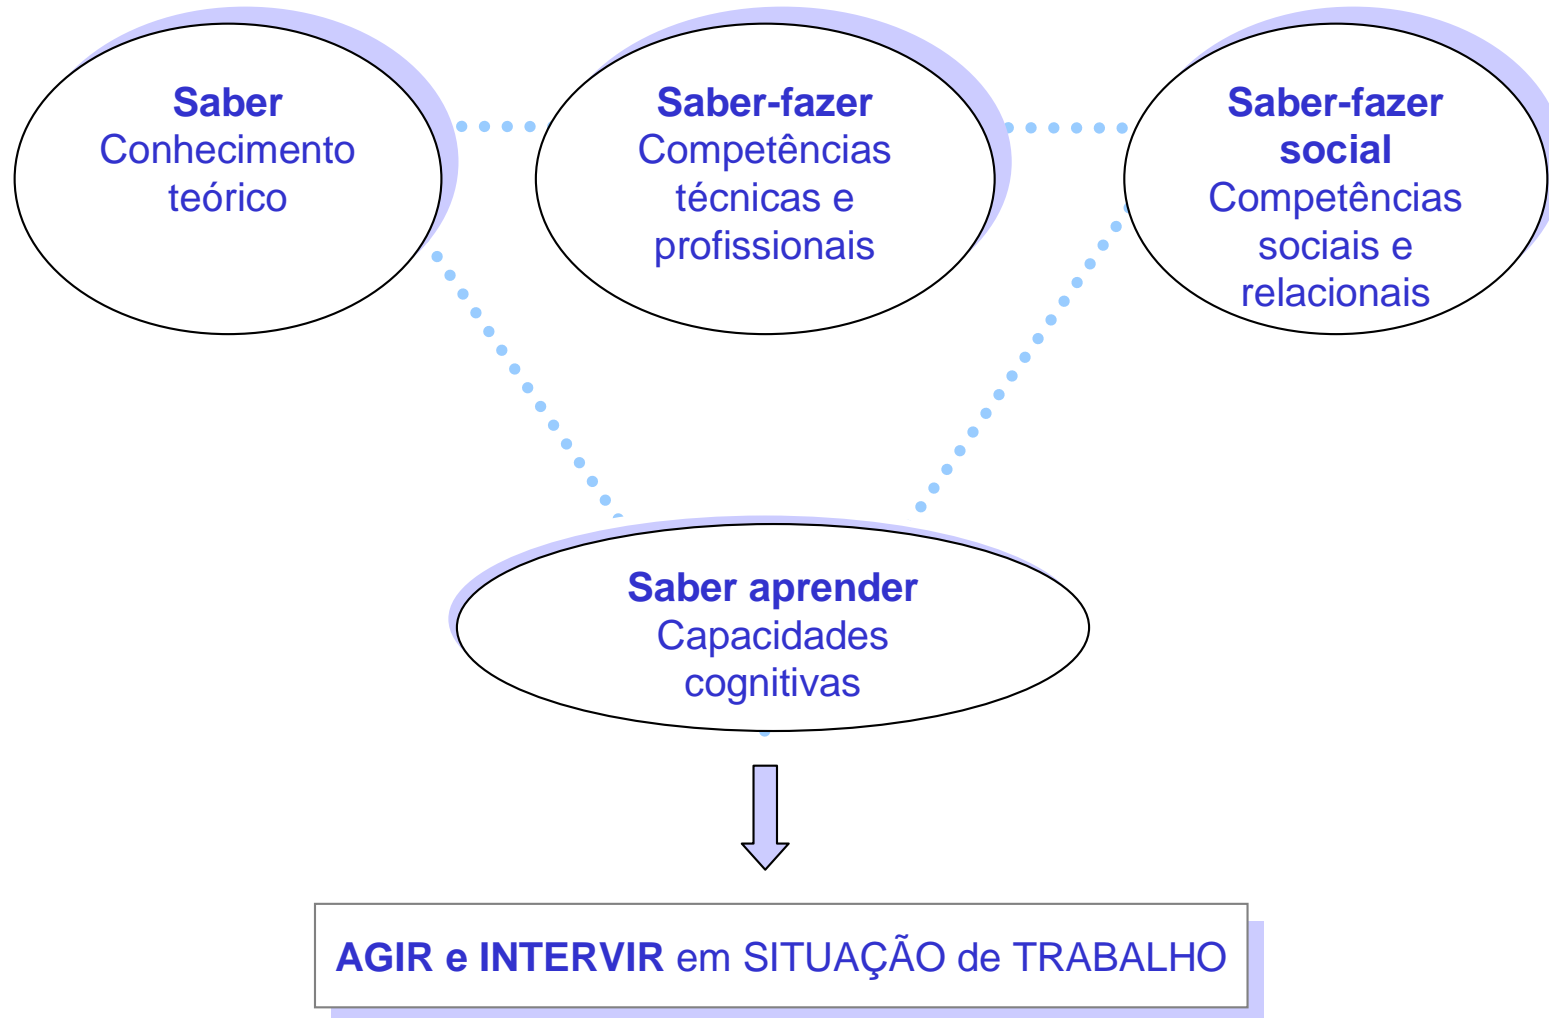 Saber
Conhecimento
teórico
Saber-fazer
Competências
técnicas e
profissionais
Saber-fazer
social
Competências
sociais e
relacionais
Saber aprender
Capacidades
cognitivas
AGIR e INTERVIR em SITUAÇÃO de TRABALHO